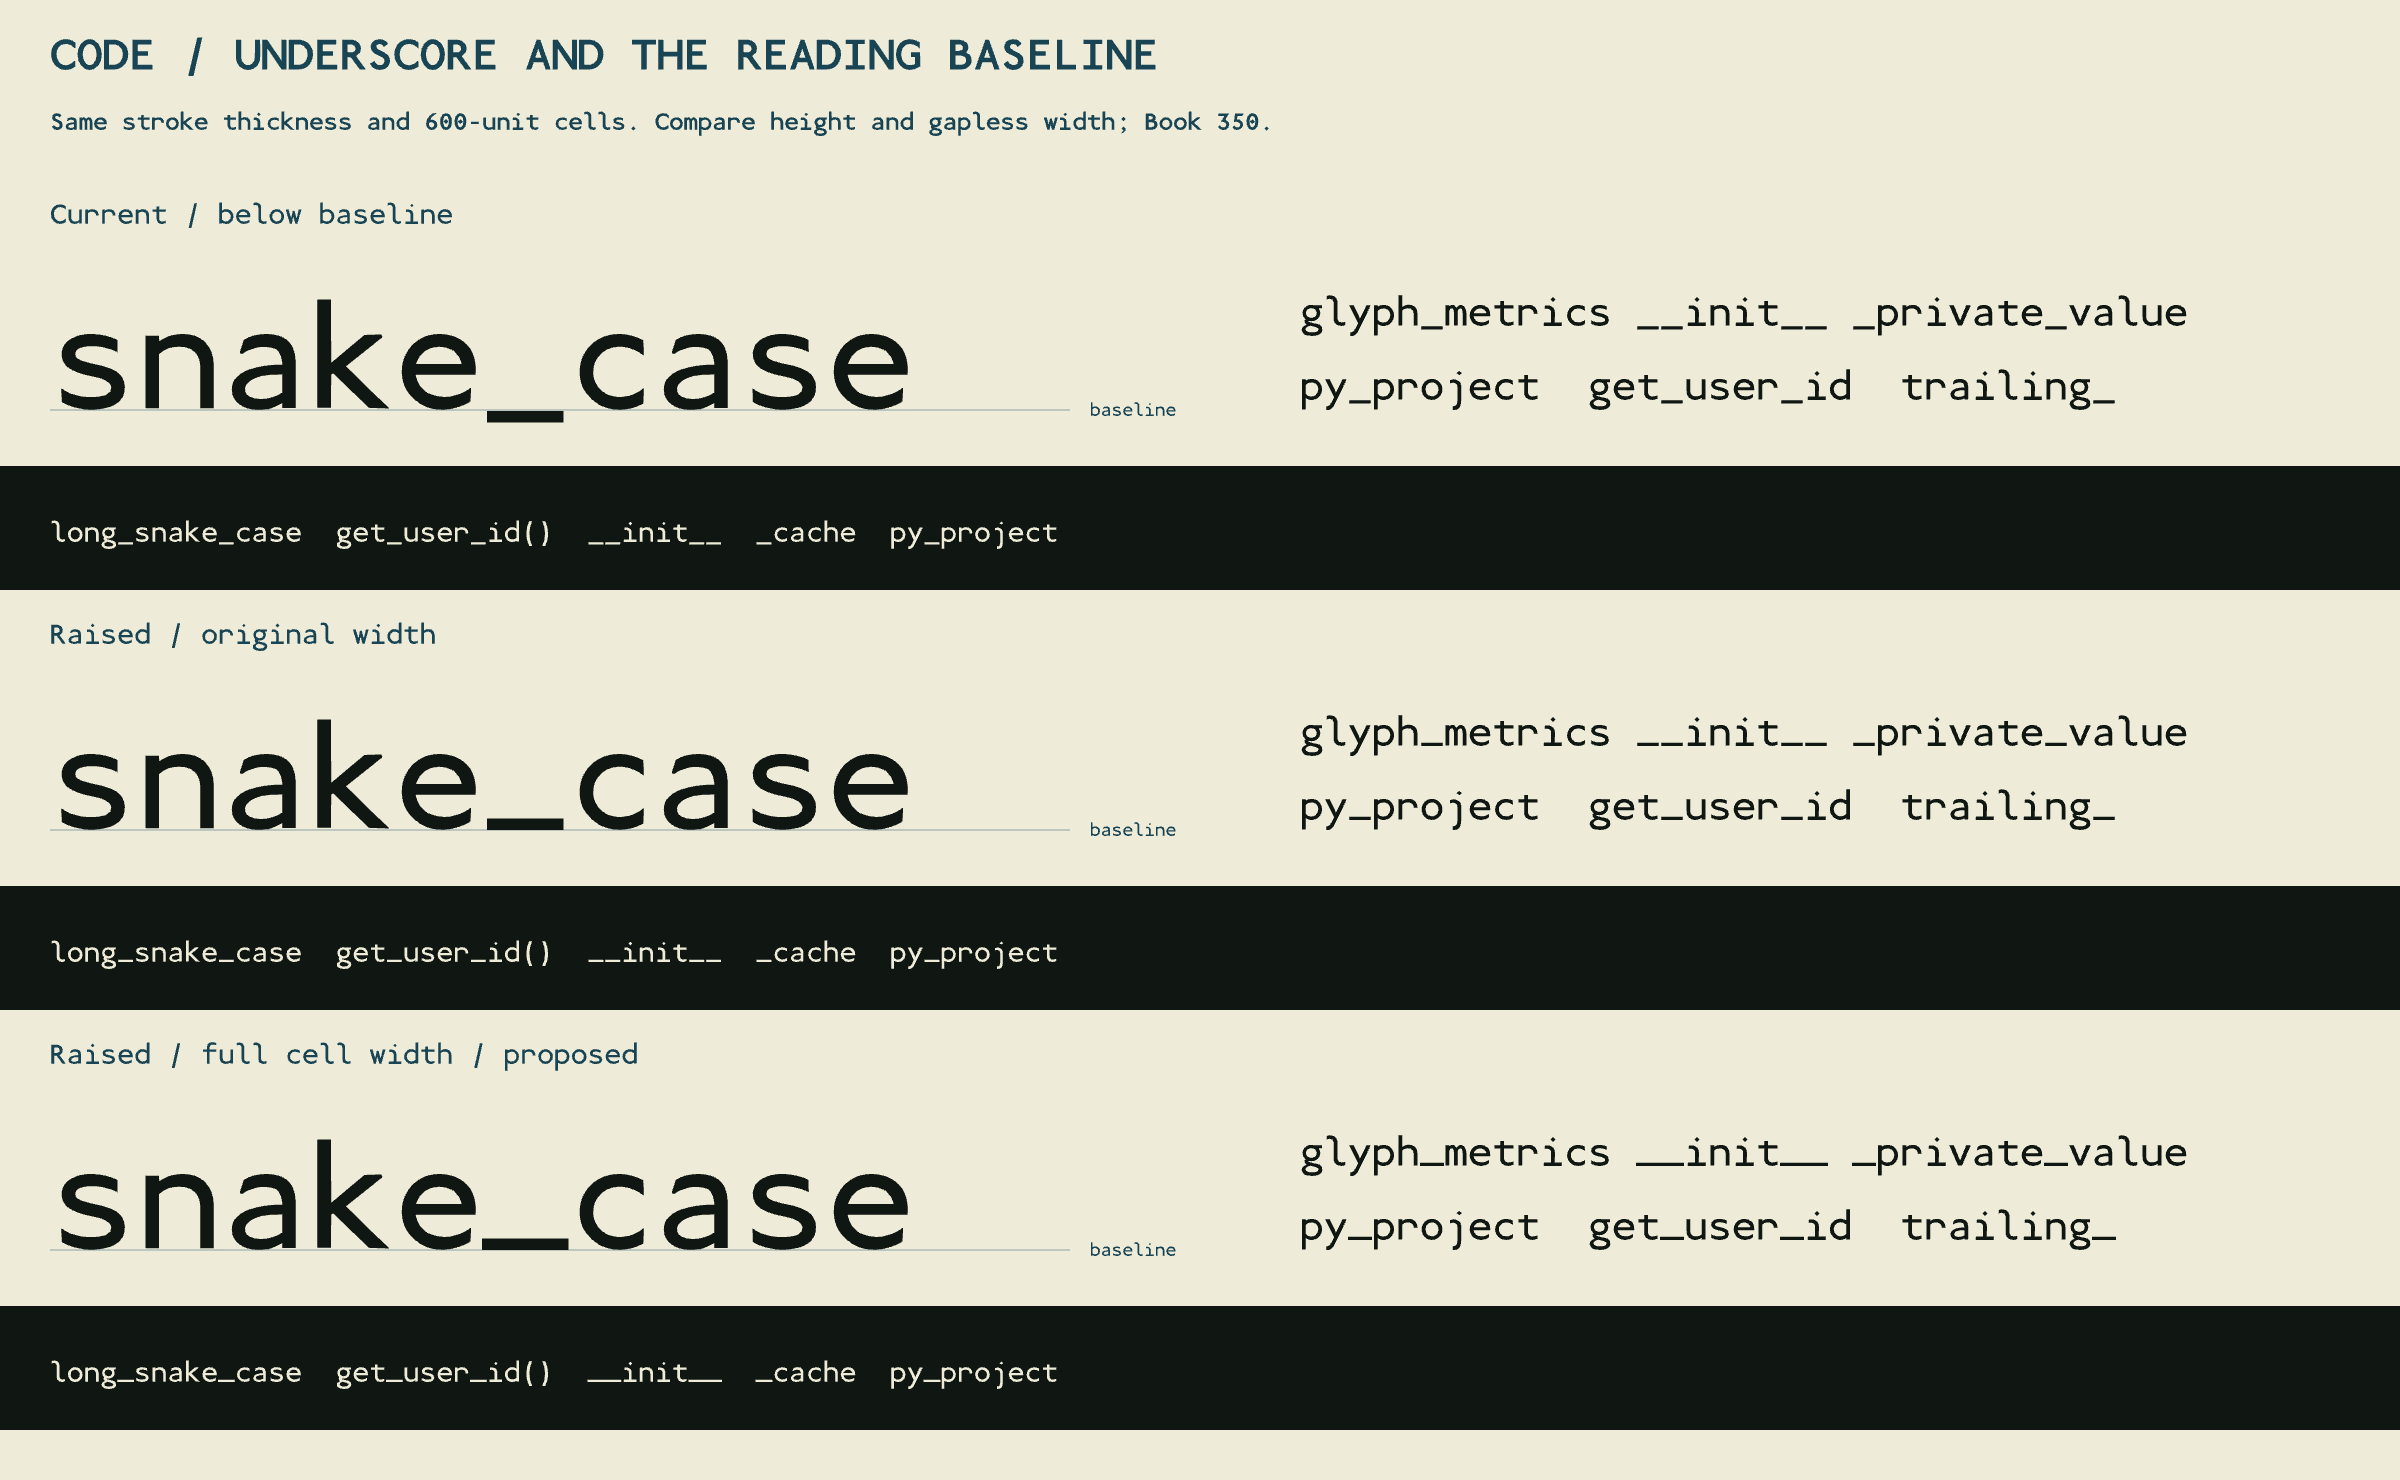 CODE / UNDERSCORE AND THE READING BASELINE
Same stroke thickness and 600-unit cells. Compare height and gapless width; Book 350.
Current / below baseline
snake_case baseline
glyph_metrics __init__ _private_value
py_project get_user_id trailing_
long_snake_case get_user_id() __init__ _cache py_project
Raised / original width
snake_case baseline
glyph_metrics __init__ _private_value
py_project get_user_id trailing_
long_snake_case get_user_id() __init__ _cache py_project
Raised / full cell width / proposed
snake_case baseline
glyph_metrics __init__ _private_value
py_project get_user_id trailing_
long_snake_case get_user_id() __init__ _cache py_project